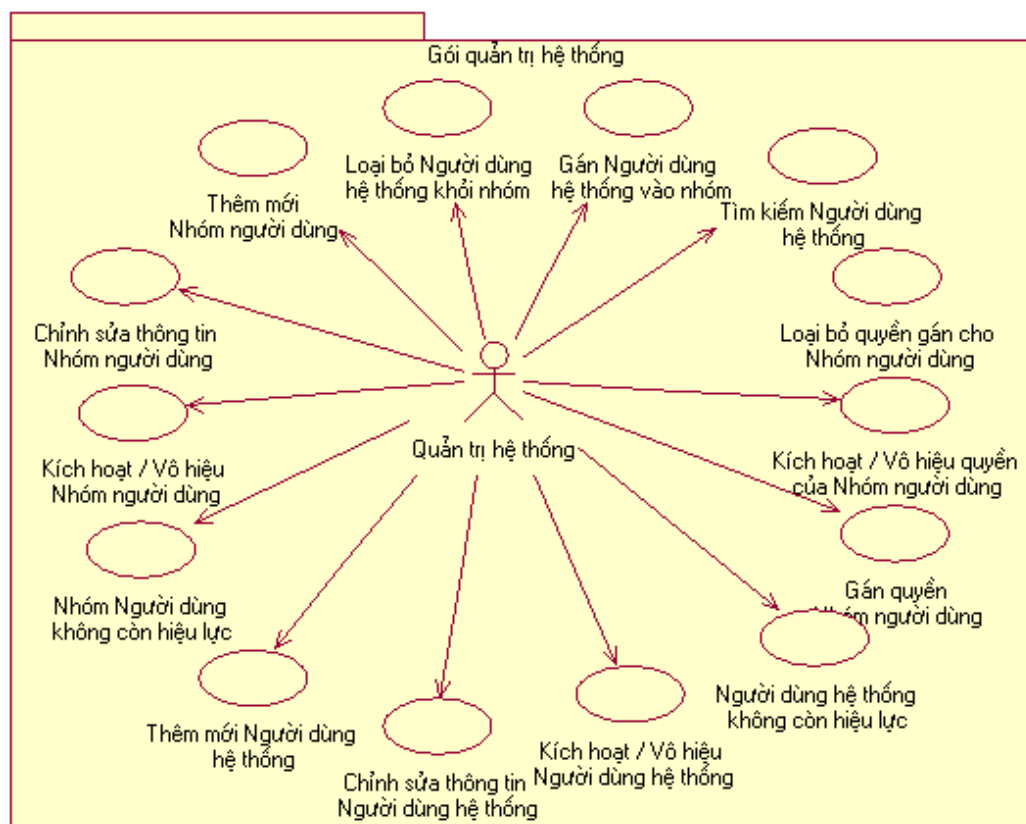 Gói quản trị hệ thống
Loại bỏ Người dùng
hệ thống khỏi nhóm
Gán Người dùng
hệ thống vào nhóm
Thêm mới
Nhóm người dùng
Tìm kiếm Người dùng
hệ thống
Chỉnh sửa thông tin
Nhóm người dùng
Loại bỏ quyền gán cho
Nhóm người dùng
Quản trị hệ thống
Kích hoạt / Vô hiệu
Nhóm người dùng
Kích hoạt / Vô hiệu quyền
của Nhóm người dùng
Nhóm Người dùng
không còn hiệu lực
Gán quyền
Nhóm người dùng
Người dùng hệ thống
không còn hiệu lực
Thêm mới Người dùng
hệ thống
Kích hoạt / Vô hiệu
Người dùng hệ thống
Chỉnh sửa thông tin
Người dùng hệ thống